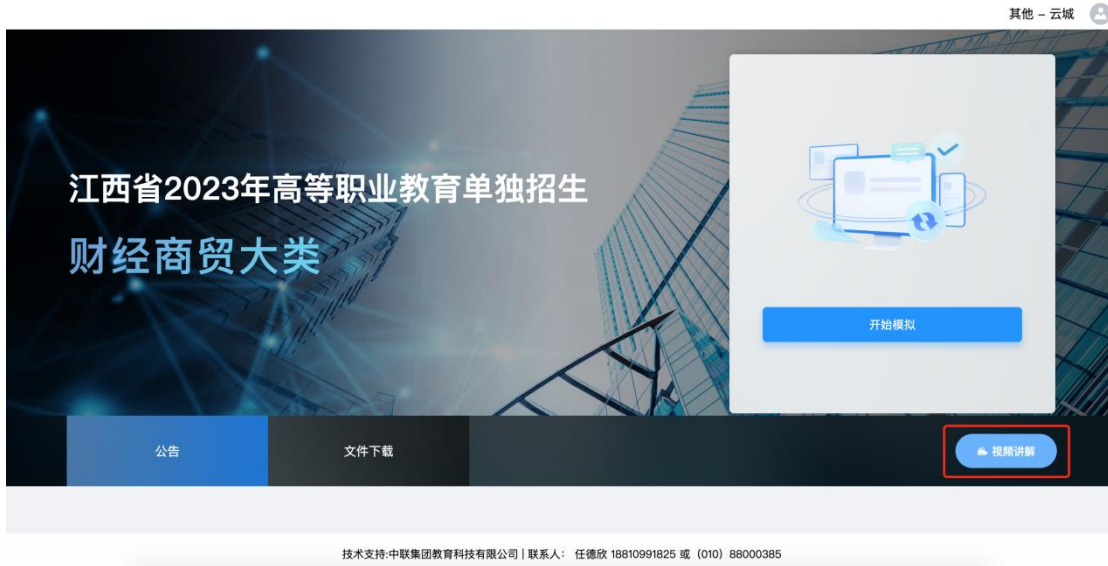 其他 – 云城
江西省2023年高等职业教育单独招生
财经商贸大类
开始模拟
公告
文件下载
视频讲解
技术支持:中联集团教育科技有限公司 | 联系人： 任德欣 18810991825 或 (010) 88000385